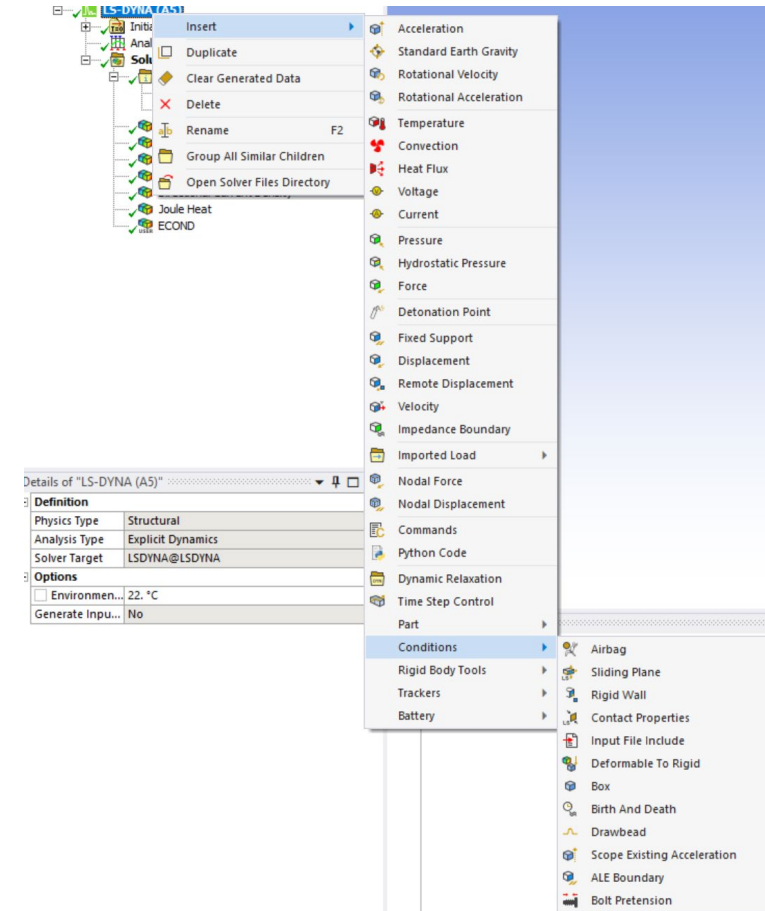 LS-DYNA (A5)
Initia
Anal
Solu
Joule Heat
ECOND
Insert
Duplicate
Clear Generated Data
Delete
Rename F2
Group All Similar Children
Open Solver Files Directory
Acceleration
Standard Earth Gravity
Rotational Velocity
Rotational Acceleration
Temperature
Convection
Heat Flux
Voltage
Current
Pressure
Hydrostatic Pressure
Force
Detonation Point
Fixed Support
Displacement
Remote Displacement
Velocity
Impedance Boundary
Imported Load
Nodal Force
Nodal Displacement
Commands
Python Code
Dynamic Relaxation
Time Step Control
Part
Conditions
Rigid Body Tools
Trackers
Battery
Airbag
Sliding Plane
Rigid Wall
Contact Properties
Input File Include
Deformable To Rigid
Box
Birth And Death
Drawbead
Scope Existing Acceleration
ALE Boundary
Bolt Pretension
Details of "LS-DYNA (A5)"
Definition
Physics Type Structural
Analysis Type Explicit Dynamics
Solver Target LSDYNA@LSDYNA
Options
Environmen... 22. °C
Generate Inpu... No